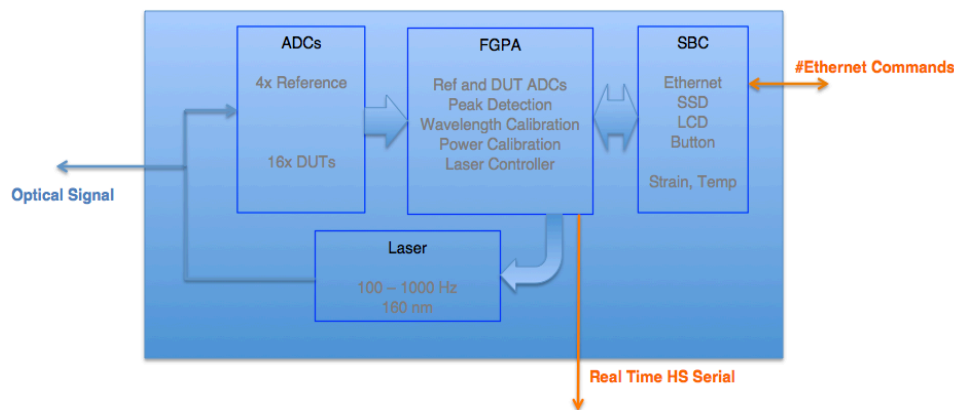 ADCs
4x Reference
16x DUTs
FGPA
Ref and DUT ADCs
Peak Detection
Wavelength Calibration
Power Calibration
Laser Controller
SBC
Ethernet
SSD
LCD
Button
Strain, Temp
#Ethernet Commands
Optical Signal
Laser
100 – 1000 Hz
160 nm
Real Time HS Serial